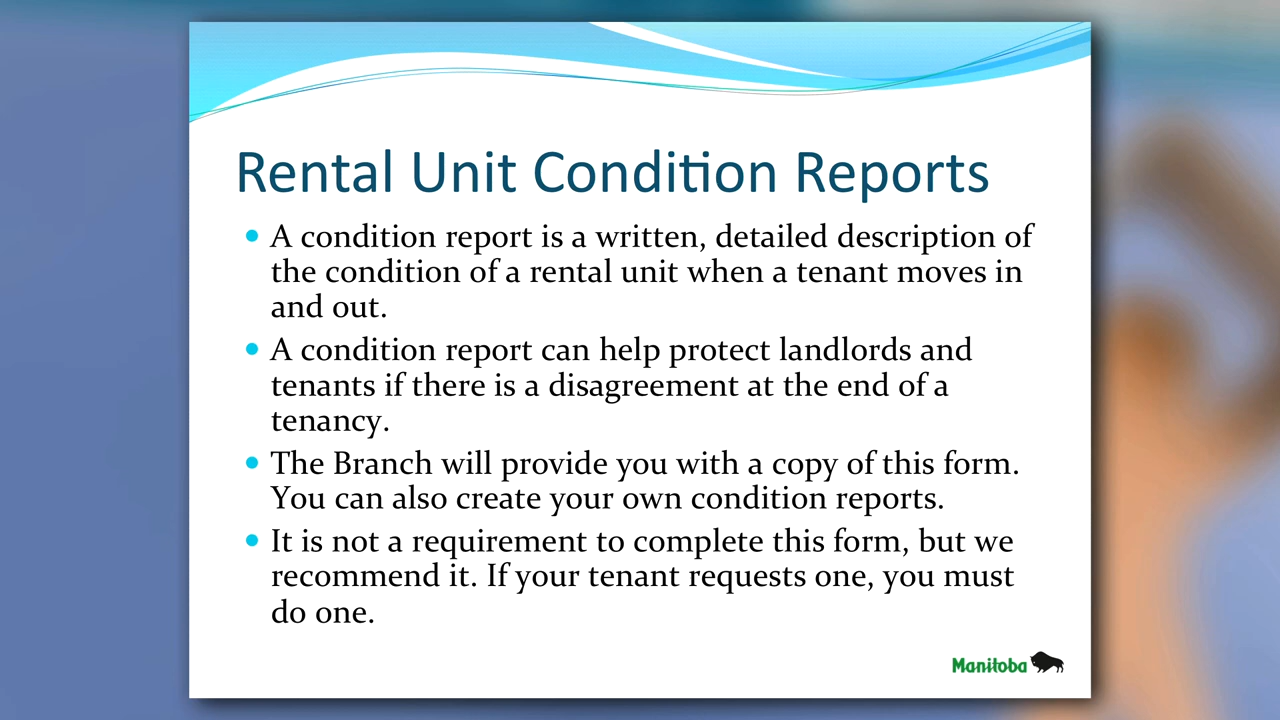 Rental Unit Condition Reports
• A condition report is a written, detailed description of
the condition of a rental unit when a tenant moves in
and out.
• A condition report can help protect landlords and
tenants if there is a disagreement at the end of a
tenancy.
• The Branch will provide you with a copy of this form.
You can also create your own condition reports.
• It is not a requirement to complete this form, but we
recommend it. If your tenant requests one, you must
do one.
Manitoba